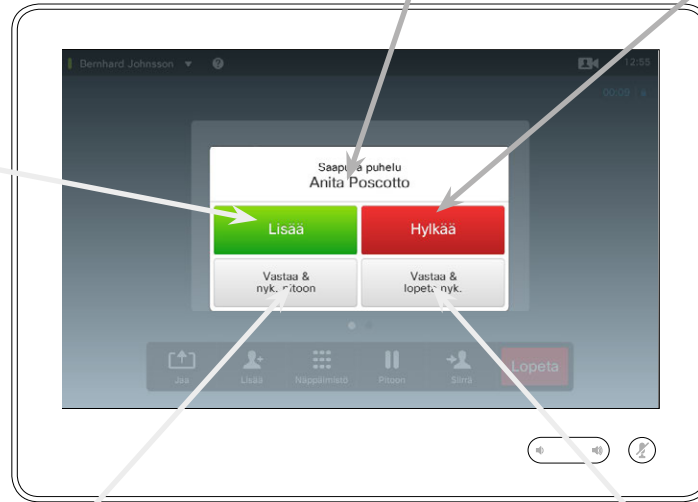 Bernhard Johnsson
12:55
00:09
Saapuva puhelu
Anita Poscotto
Lisää
Hylkää
Vastaa &
nyk. pitoon
Vastaa &
lopeta nyk.
Jaa
Lisää
Näppäimistö
Pitoon
Siirrä
Lopeta